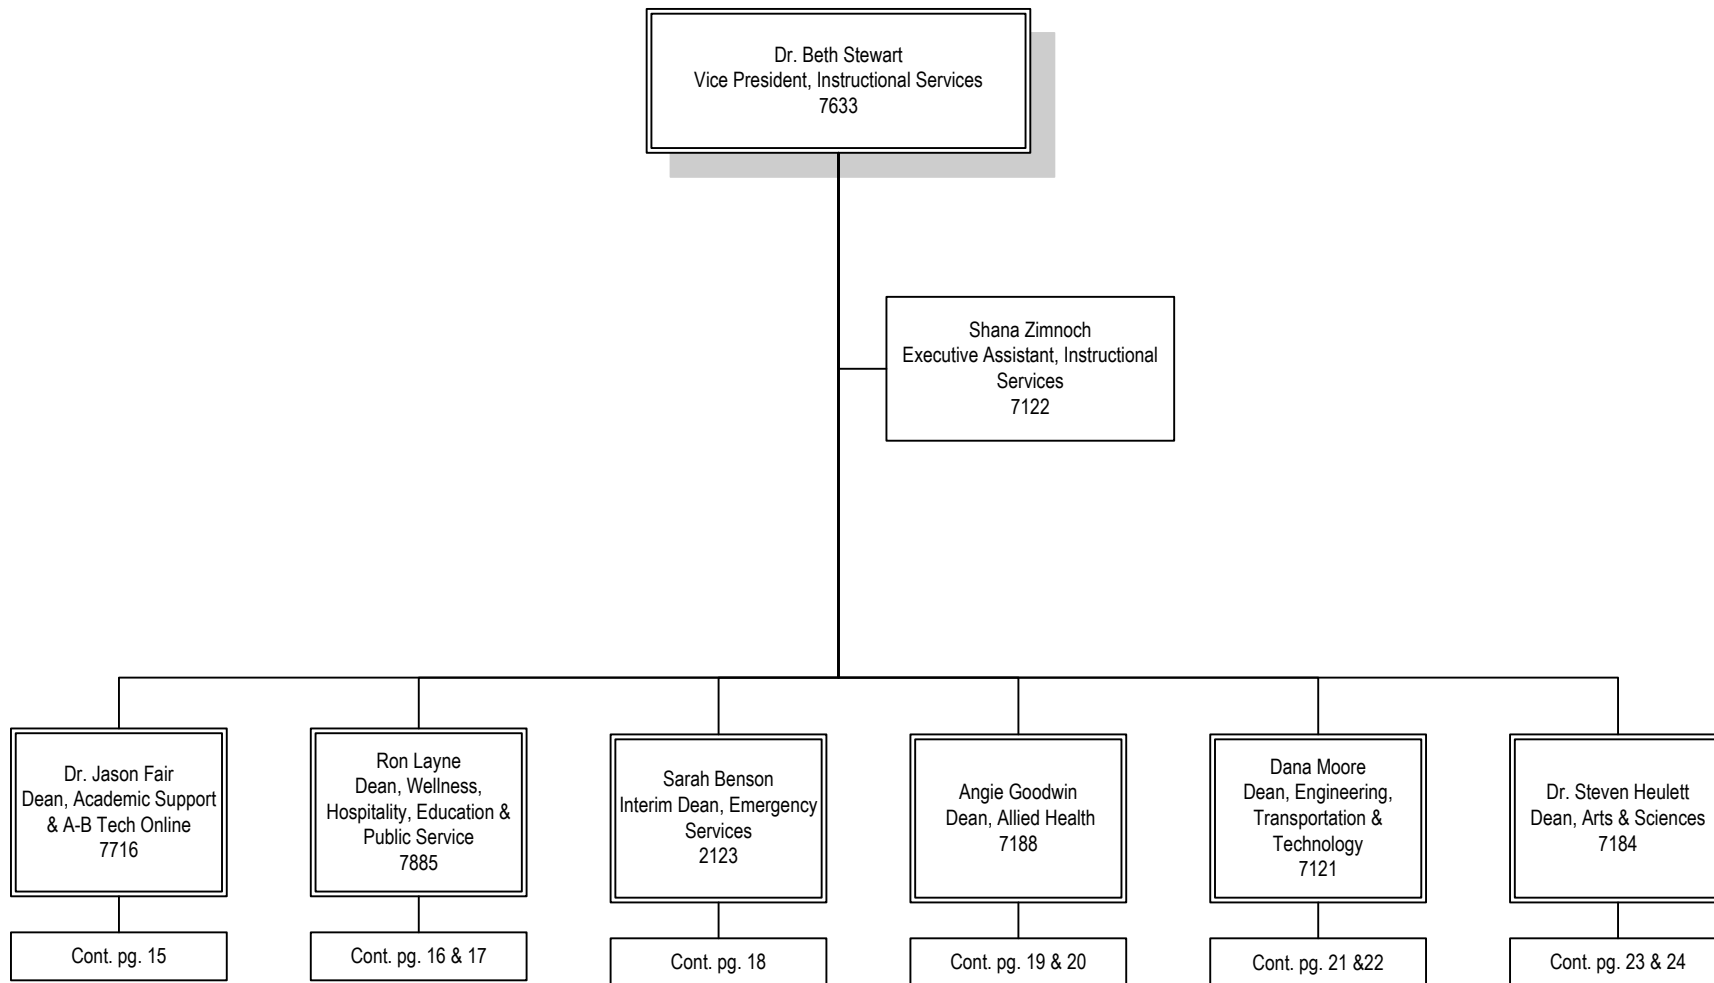 Dr. Beth Stewart
Vice President, Instructional Services
7633
Shana Zimnoch
Executive Assistant, Instructional
Services
7122
Dr. Jason Fair
Dean, Academic Support
& A-B Tech Online
7716
Ron Layne
Dean, Wellness,
Hospitality, Education &
Public Service
7885
Sarah Benson
Interim Dean, Emergency
Services
2123
Angie Goodwin
Dean, Allied Health
7188
Dana Moore
Dean, Engineering,
Transportation &
Technology
7121
Dr. Steven Heulett
Dean, Arts & Sciences
7184
Cont. pg. 15
Cont. pg. 16 & 17
Cont. pg. 18
Cont. pg. 19 & 20
Cont. pg. 21 &22
Cont. pg. 23 & 24